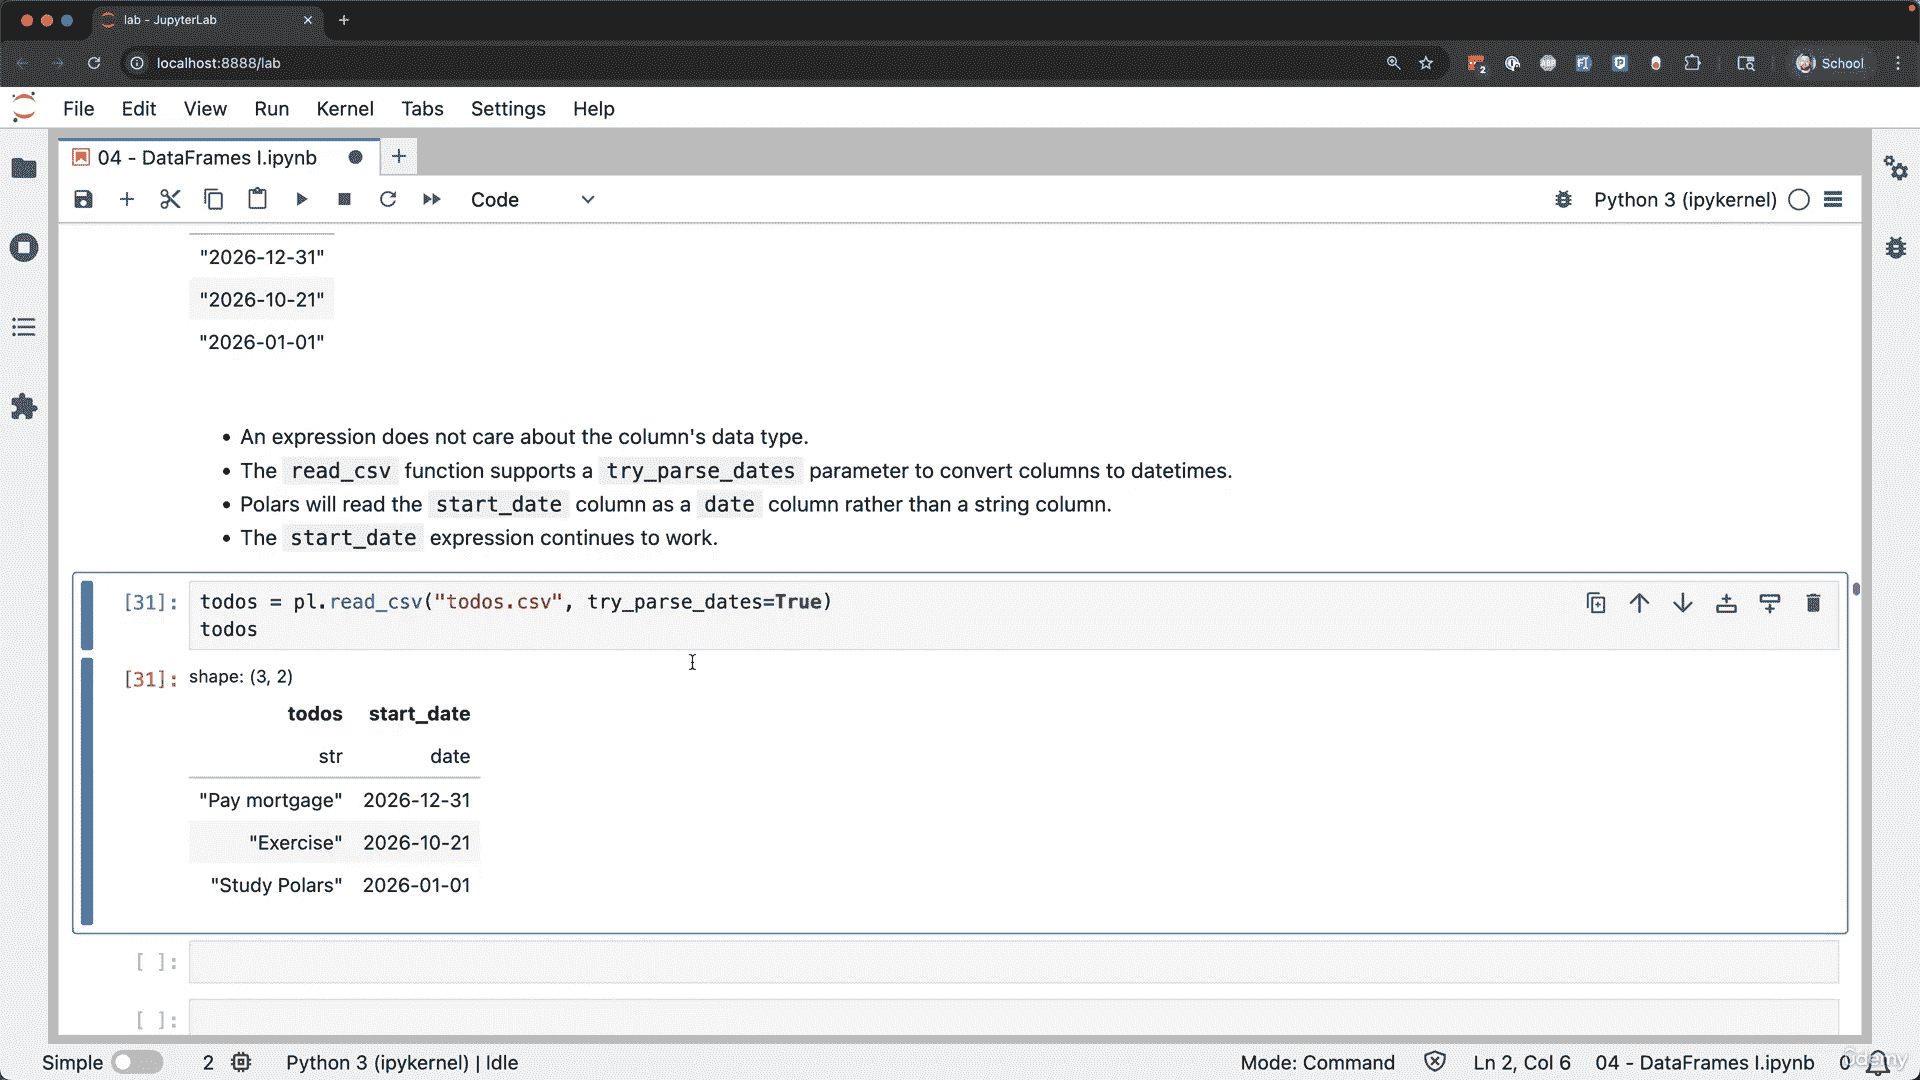 lab - JupyterLab
localhost:8888/lab
2
School
File Edit View Run Kernel Tabs Settings Help
04 - DataFrames I.ipynb
Code
Python 3 (ipykernel)
"2026-12-31"
"2026-10-21"
"2026-01-01"
• An expression does not care about the column's data type.
• The read_csv function supports a try_parse_dates parameter to convert columns to datetimes.
• Polars will read the start_date column as a date column rather than a string column.
• The start_date expression continues to work.
[31]: todos = pl.read_csv("todos.csv", try_parse_dates=True)
todos
[31]: shape: (3, 2)
todos start_date
str date
"Pay mortgage" 2026-12-31
"Exercise" 2026-10-21
"Study Polars" 2026-01-01
[ ]:
[ ]:
Simple 2 Python 3 (ipykernel) | Idle Mode: Command Ln 2, Col 6 04 - DataFrames I.ipynb 0